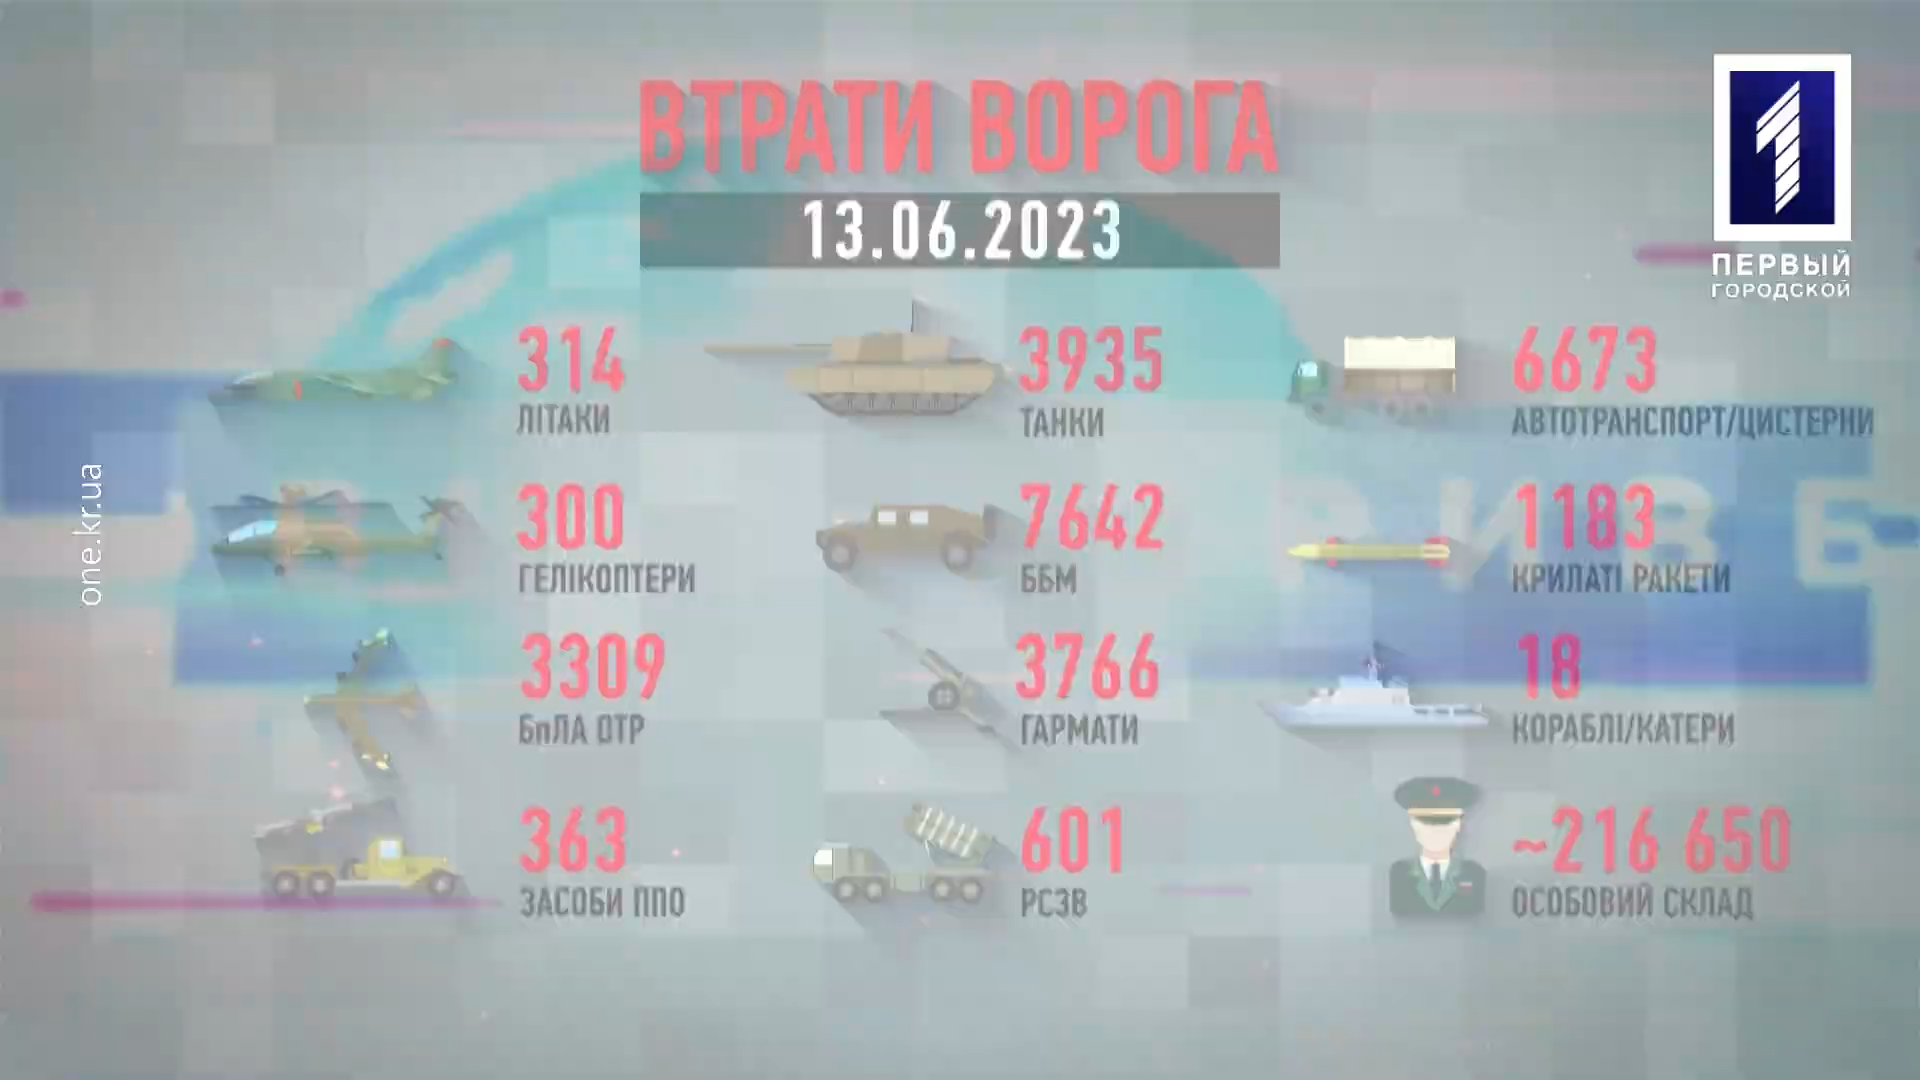 ВТРАТИ ВОРОГА
13.06.2023
ПЕРВЫЙ
ГОРОДСКОЙ
one.kr.ua
314
ЛІТАКИ
3935
ТАНКИ
6673
АВТОТРАНСПОРТ/ЦИСТЕРНИ
300
ГЕЛІКОПТЕРИ
7642
ББМ
1183
КРИЛАТІ РАКЕТИ
3309
БпЛА ОТР
3766
ГАРМАТИ
18
КОРАБЛІ/КАТЕРИ
363
ЗАСОБИ ППО
601
РСЗВ
~216 650
ОСОБОВИЙ СКЛАД